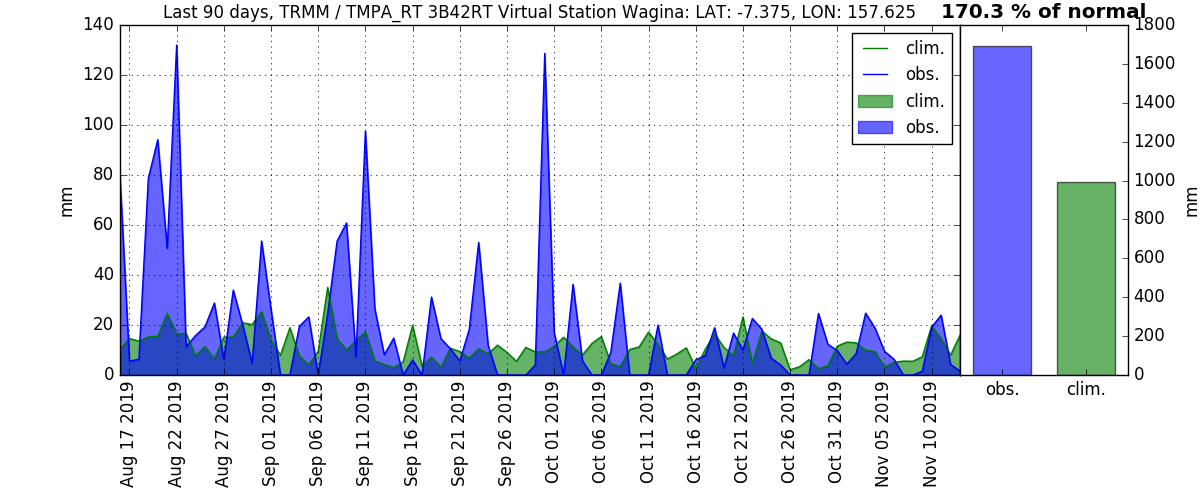 Last 90 days, TRMM / TMPA_RT 3B42RT Virtual Station Wagina: LAT: -7.375, LON: 157.625
170.3 % of normal
140
120
100
80
60
40
20
0
mm
clim.
obs.
clim.
obs.
Aug 17 2019
Aug 22 2019
Aug 27 2019
Sep 01 2019
Sep 06 2019
Sep 11 2019
Sep 16 2019
Sep 21 2019
Sep 26 2019
Oct 01 2019
Oct 06 2019
Oct 11 2019
Oct 16 2019
Oct 21 2019
Oct 26 2019
Oct 31 2019
Nov 05 2019
Nov 10 2019
1800
1600
1400
1200
1000
800
600
400
200
0
mm
obs.
clim.